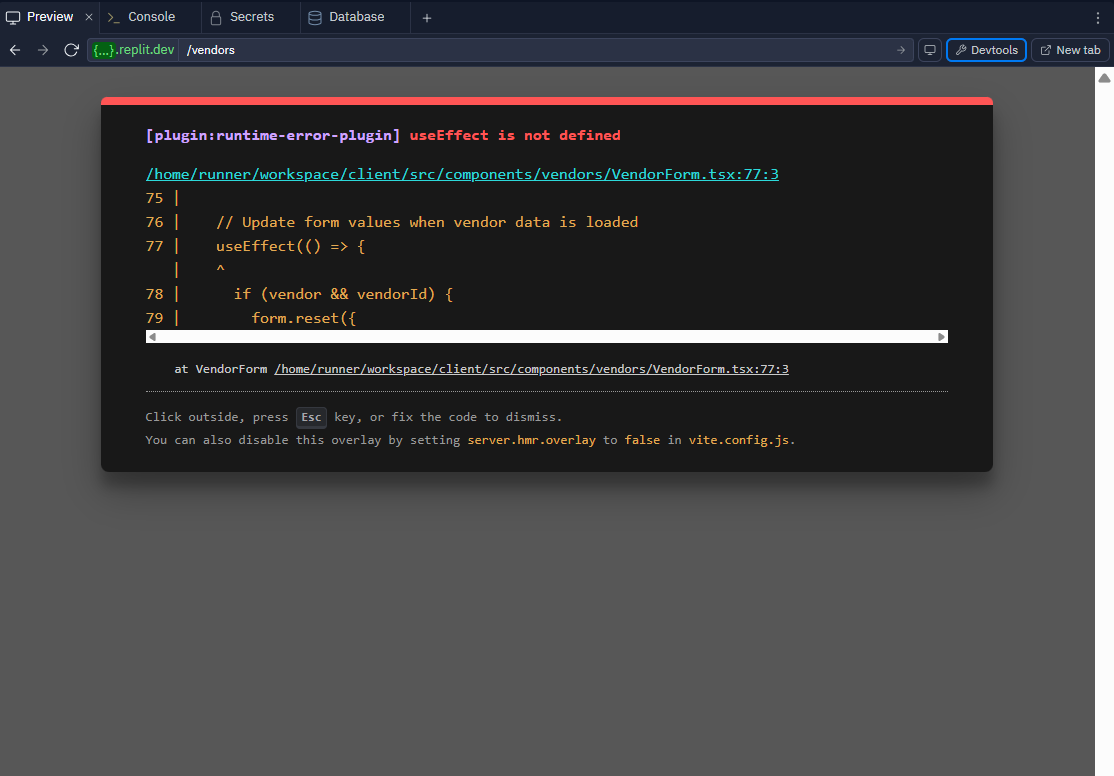 Preview × Console Secrets Database +
{...}.replit.dev /vendors Devtools New tab
[plugin:runtime-error-plugin] useEffect is not defined
/home/runner/workspace/client/src/components/vendors/VendorForm.tsx:77:3
75 |
76 |    // Update form values when vendor data is loaded
77 |    useEffect(() => {
   |    ^
78 |      if (vendor && vendorId) {
79 |        form.reset({
at VendorForm /home/runner/workspace/client/src/components/vendors/VendorForm.tsx:77:3
Click outside, press Esc key, or fix the code to dismiss.
You can also disable this overlay by setting server.hmr.overlay to false in vite.config.js.